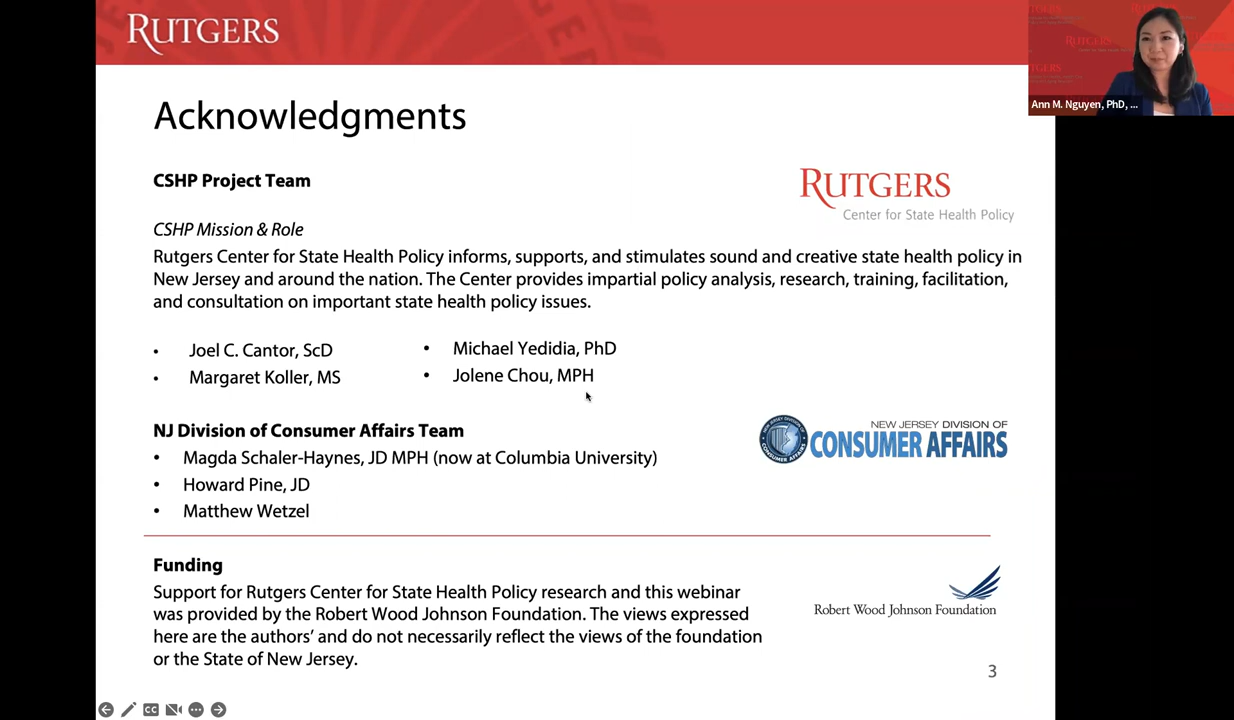 RUTGERS
Ann M. Nguyen, PhD, ...
Acknowledgments
CSHP Project Team
RUTGERS
Center for State Health Policy
CSHP Mission & Role
Rutgers Center for State Health Policy informs, supports, and stimulates sound and creative state health policy in
New Jersey and around the nation. The Center provides impartial policy analysis, research, training, facilitation,
and consultation on important state health policy issues.
• Joel C. Cantor, ScD
• Margaret Koller, MS
• Michael Yedidia, PhD
• Jolene Chou, MPH
NJ Division of Consumer Affairs Team
• Magda Schaler-Haynes, JD MPH (now at Columbia University)
• Howard Pine, JD
• Matthew Wetzel
NEW JERSEY DIVISION OF
CONSUMER AFFAIRS
Funding
Support for Rutgers Center for State Health Policy research and this webinar
was provided by the Robert Wood Johnson Foundation. The views expressed
here are the authors’ and do not necessarily reflect the views of the foundation
or the State of New Jersey.
Robert Wood Johnson Foundation
3
CC